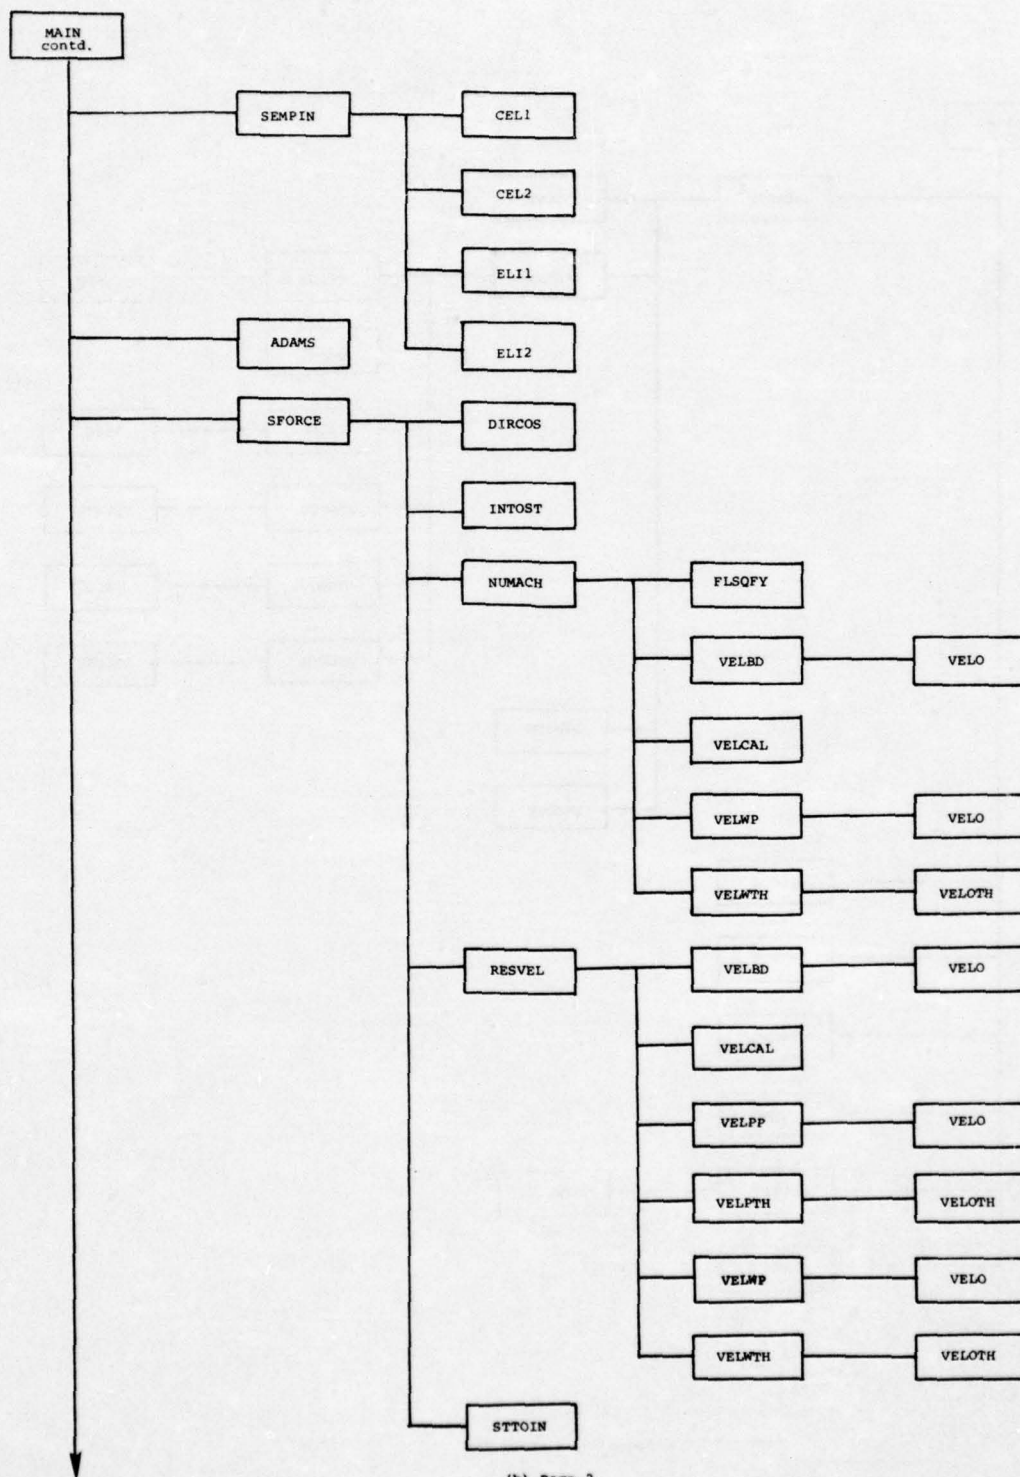 MAIN
contd.
SEMPIN
CEL1
CEL2
ELI1
ADAMS
ELI2
SFORCE
DIRCOS
INTOST
NUMACH
FLSQFY
VELBD
VELO
VELCAL
VELWP
VELO
VELWTH
VELOTH
RESVEL
VELBD
VELO
VELCAL
VELPP
VELO
VELPTH
VELOTH
VELWP
VELO
VELWTH
VELOTH
STTOIN
(b)